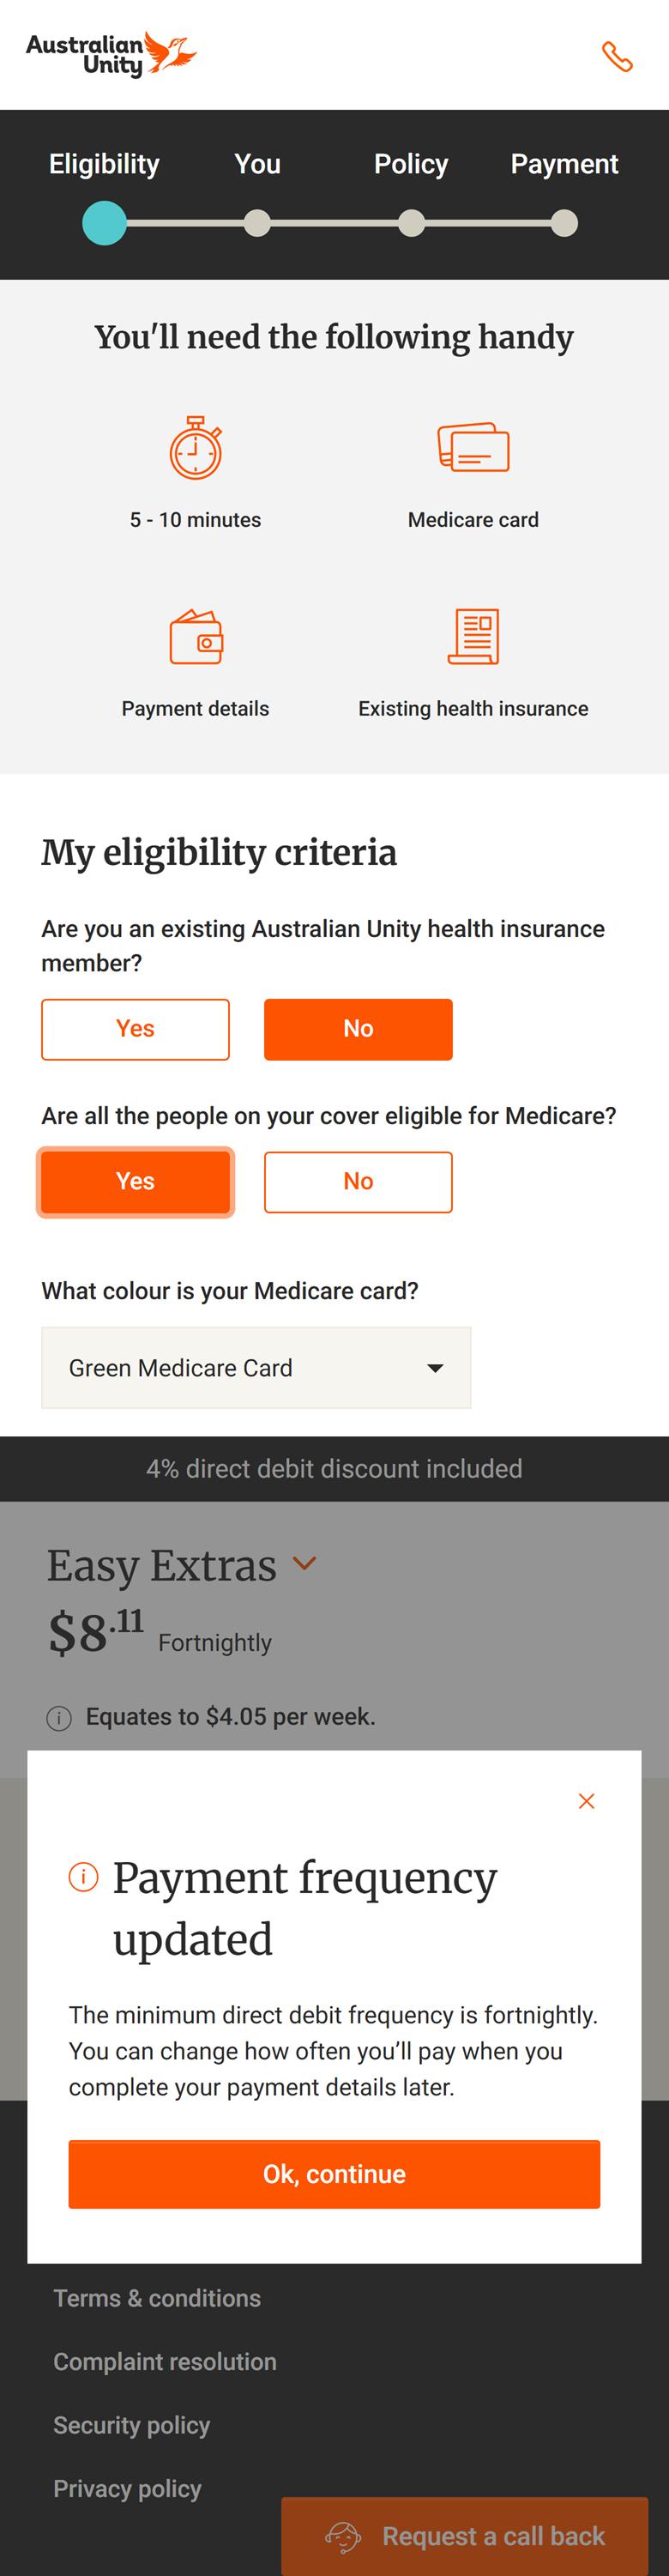 Australian
Unity
Eligibility You Policy Payment
You'll need the following handy
5 - 10 minutes Medicare card
Payment details Existing health insurance
My eligibility criteria
Are you an existing Australian Unity health insurance
member?
Yes No
Are all the people on your cover eligible for Medicare?
Yes No
What colour is your Medicare card?
Green Medicare Card
4% direct debit discount included
Easy Extras
$8.11 Fortnightly
Equates to $4.05 per week.
Payment frequency
updated
The minimum direct debit frequency is fortnightly.
You can change how often you’ll pay when you
complete your payment details later.
Ok, continue
Terms & conditions
Complaint resolution
Security policy
Privacy policy
Request a call back